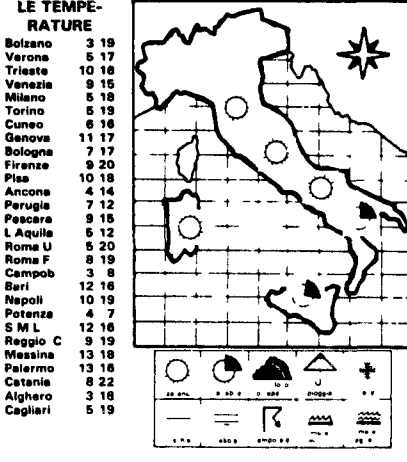 LE TEMPE-
RATURE
Bolzano 3 19
Verona 5 17
Trieste 10 16
Venezia 9 15
Milano 5 18
Torino 5 19
Cuneo 6 16
Genova 11 17
Bologna 7 17
Firenze 9 20
Pisa 10 18
Ancona 4 14
Perugia 7 12
Pescara 9 15
L Aquila 5 12
Roma U 5 20
Roma F 8 19
Campob 3 8
Bari 12 16
Napoli 10 19
Potenza 4 7
S M L 12 16
Reggio C 9 19
Messina 13 18
Palermo 13 16
Catania 8 22
Alghero 3 18
Cagliari 5 19
pioggia